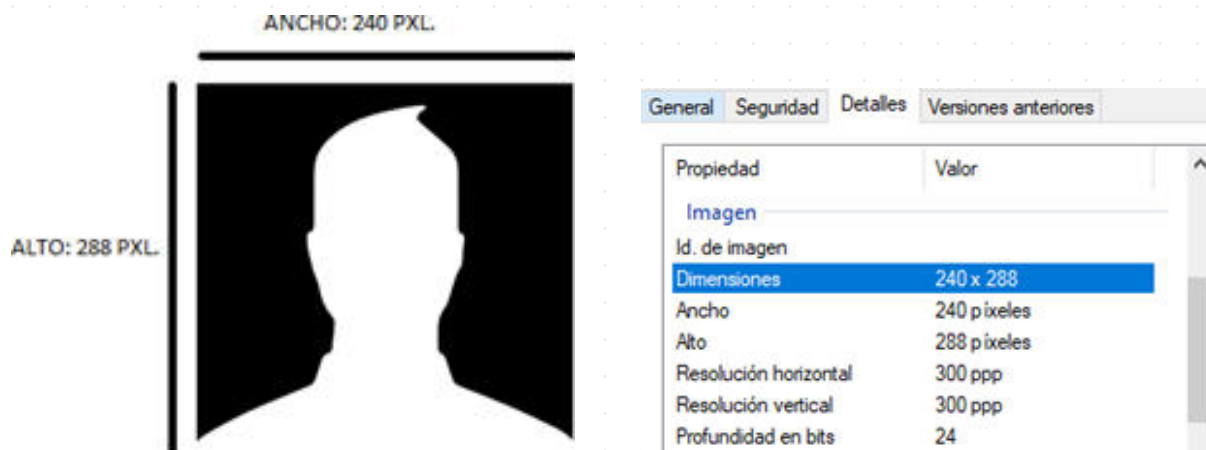 ANCHO: 240 PXL.
ALTO: 288 PXL.
General Seguridad Detalles Versiones anteriores
Propiedad Valor
Imagen
Id. de imagen
Dimensiones 240 x 288
Ancho 240 píxeles
Alto 288 píxeles
Resolución horizontal 300 ppp
Resolución vertical 300 ppp
Profundidad en bits 24